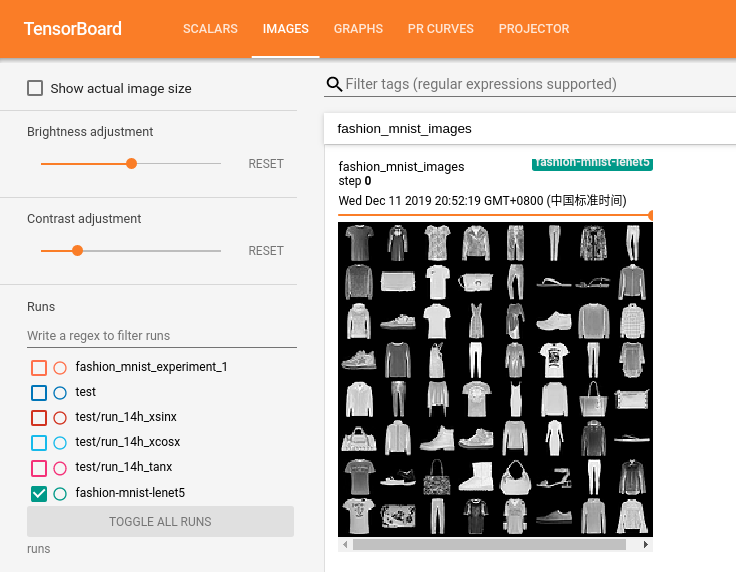 TensorBoard
SCALARS IMAGES GRAPHS PR CURVES PROJECTOR
Show actual image size
Brightness adjustment
RESET
Contrast adjustment
RESET
Runs
Write a regex to filter runs
fashion_mnist_experiment_1
test
test/run_14h_xsinx
test/run_14h_xcosx
test/run_14h_tanx
fashion-mnist-lenet5
TOGGLE ALL RUNS
runs
Filter tags (regular expressions supported)
fashion_mnist_images
fashion_mnist_images
fashion-mnist-lenet5
step 0
Wed Dec 11 2019 20:52:19 GMT+0800 (中国标准时间)